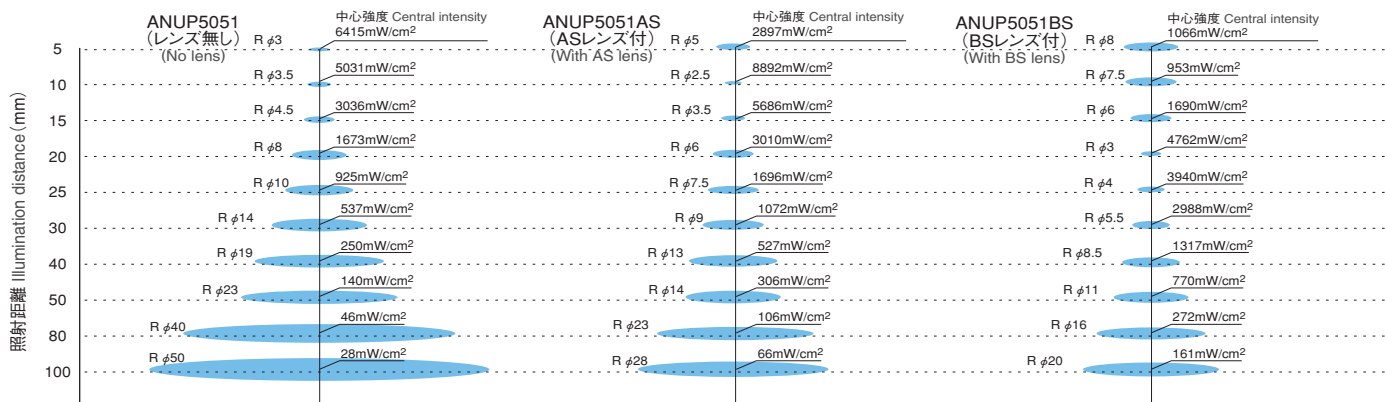 照射距離 Illumination distance(mm)
5
10
15
20
25
30
40
50
80
100
ANUP5051
(レンズ無し)
(No lens)
中心強度 Central intensity
R φ3 6415mW/cm²
R φ3.5 5031mW/cm²
R φ4.5 3036mW/cm²
R φ8 1673mW/cm²
R φ10 925mW/cm²
R φ14 537mW/cm²
R φ19 250mW/cm²
R φ23 140mW/cm²
R φ40 46mW/cm²
R φ50 28mW/cm²
ANUP5051AS
(ASレンズ付)
(With AS lens)
中心強度 Central intensity
R φ5 2897mW/cm²
R φ2.5 8892mW/cm²
R φ3.5 5686mW/cm²
R φ6 3010mW/cm²
R φ7.5 1696mW/cm²
R φ9 1072mW/cm²
R φ13 527mW/cm²
R φ14 306mW/cm²
R φ23 106mW/cm²
R φ28 66mW/cm²
ANUP5051BS
(BSレンズ付)
(With BS lens)
中心強度 Central intensity
R φ8 1066mW/cm²
R φ7.5 953mW/cm²
R φ6 1690mW/cm²
R φ3 4762mW/cm²
R φ4 3940mW/cm²
R φ5.5 2988mW/cm²
R φ8.5 1317mW/cm²
R φ11 770mW/cm²
R φ16 272mW/cm²
R φ20 161mW/cm²